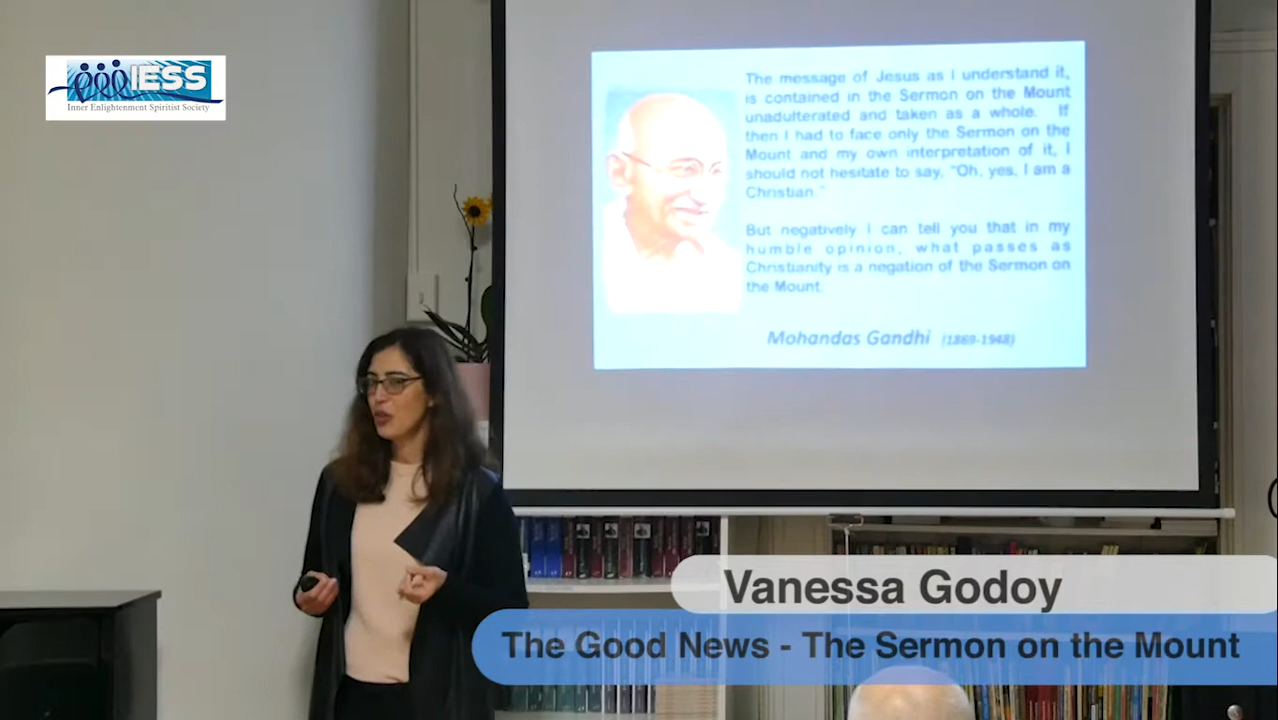 IESS
Inner Enlightenment Spiritist Society
The message of Jesus as I understand it,
is contained in the Sermon on the Mount
unadulterated and taken as a whole. If
then I had to face only the Sermon on the
Mount and my own interpretation of it, I
should not hesitate to say, "Oh, yes, I am a
Christian."
But negatively I can tell you that in my
humble opinion, what passes as
Christianity is a negation of the Sermon on
the Mount.
Mohandas Gandhi (1869-1948)
Vanessa Godoy
The Good News - The Sermon on the Mount